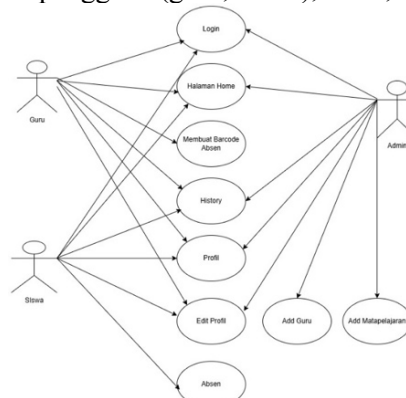 Login
Halaman Home
Guru
Admin
Membuat Barcode
Absen
History
Profil
Siswa
Edit Profil
Add Guru
Add Matapelajaran
Absen